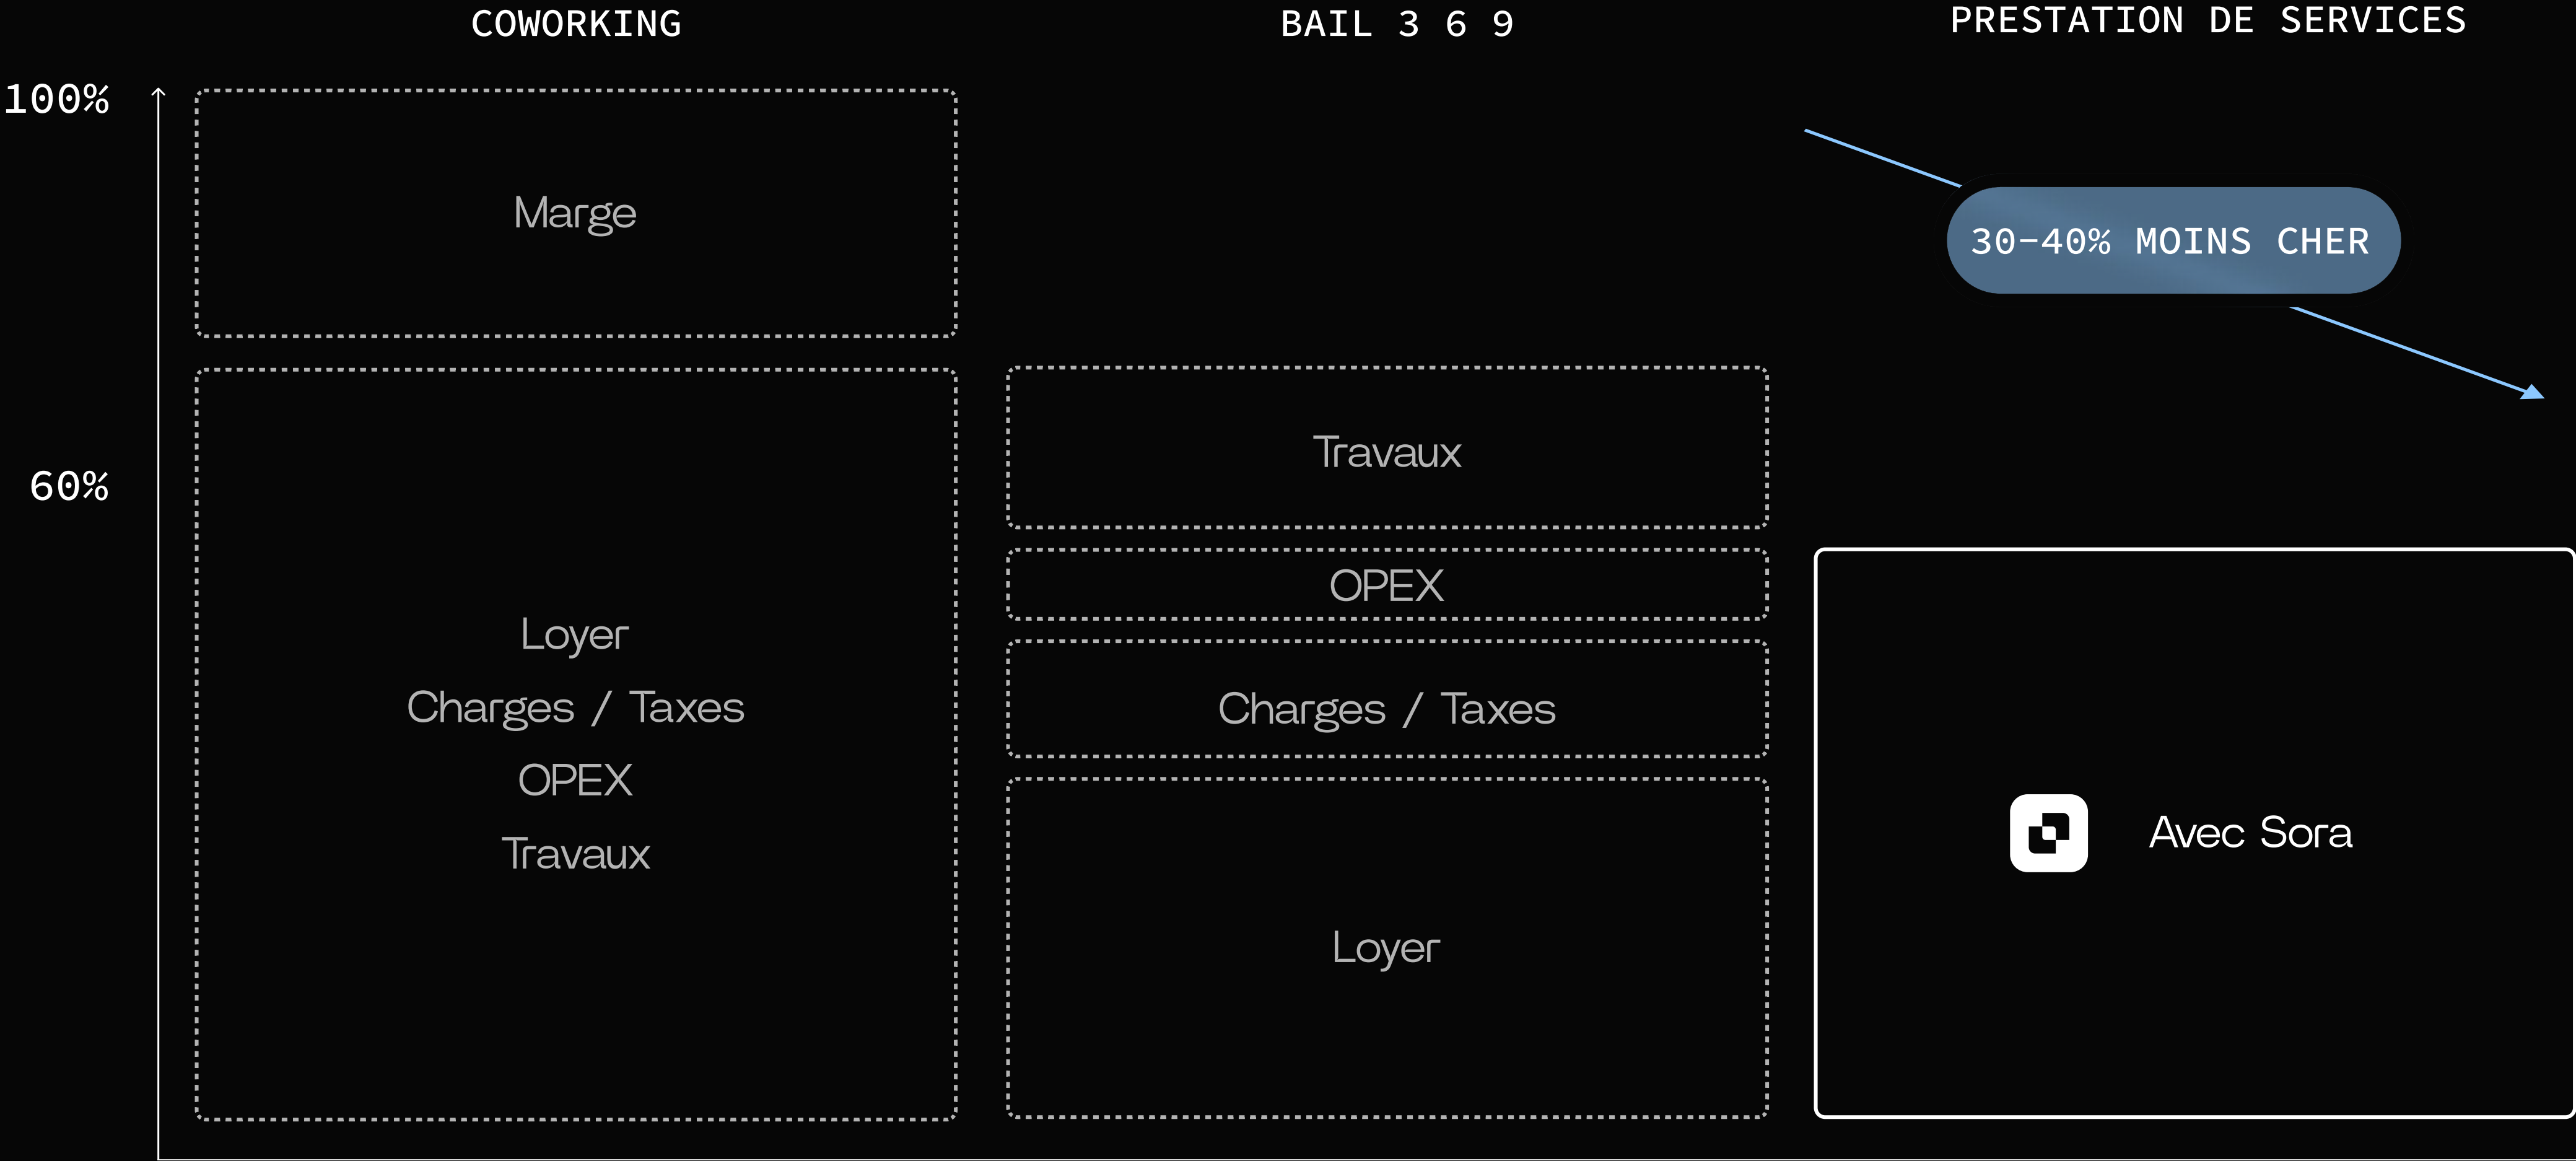 COWORKING
BAIL 3 6 9
PRESTATION DE SERVICES
100%
60%
Marge
Loyer
Charges / Taxes
OPEX
Travaux
Travaux
OPEX
Charges / Taxes
Loyer
30-40% MOINS CHER
Avec Sora